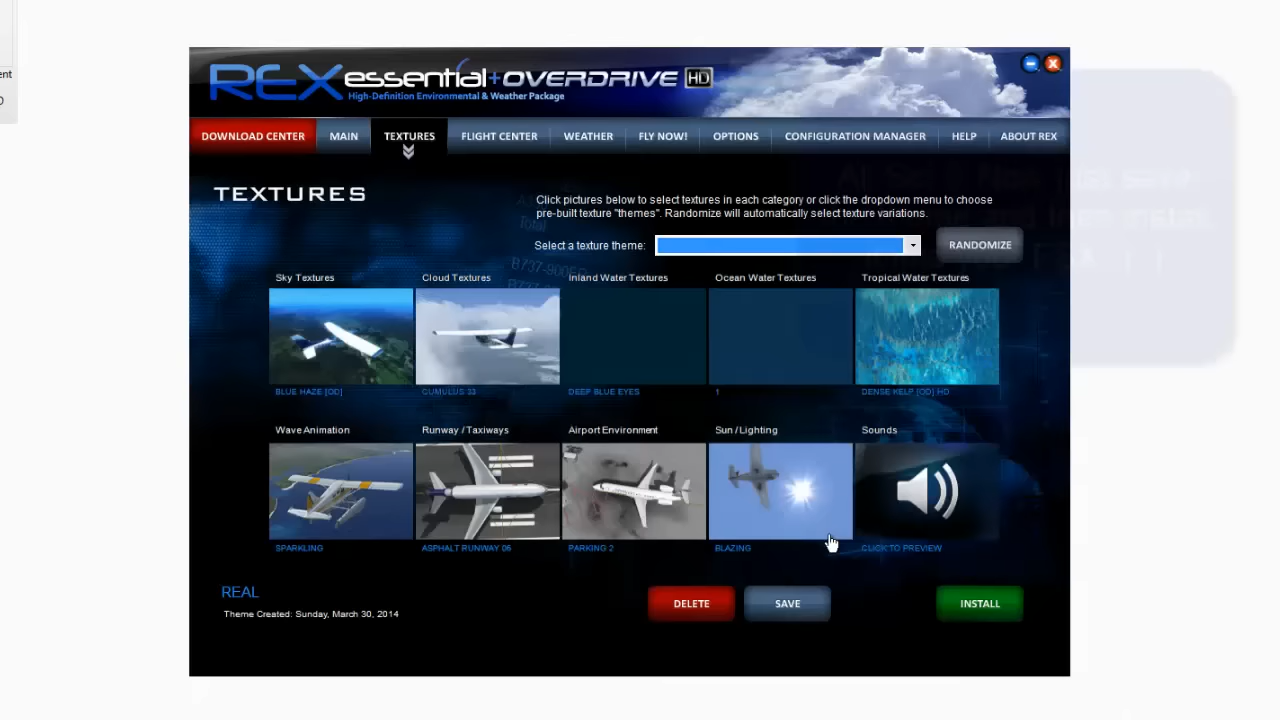 ent
REX essential+OVERDRIVE HD
High-Definition Environmental & Weather Package
DOWNLOAD CENTER MAIN TEXTURES FLIGHT CENTER WEATHER FLY NOW! OPTIONS CONFIGURATION MANAGER HELP ABOUT REX
TEXTURES
Click pictures below to select textures in each category or click the dropdown menu to choose
pre-built texture "themes". Randomize will automatically select texture variations.
Select a texture theme: RANDOMIZE
Total
Sky Textures Cloud Textures Inland Water Textures Ocean Water Textures Tropical Water Textures
BLUE HAZE [OD] CUMULUS 33 DEEP BLUE EYES 1 DENSE KELP [OD] HD
Wave Animation Runway / Taxiways Airport Environment Sun / Lighting Sounds
SPARKLING ASPHALT RUNWAY 06 PARKING 2 BLAZING CLICK TO PREVIEW
REAL
Theme Created: Sunday, March 30, 2014
DELETE SAVE INSTALL